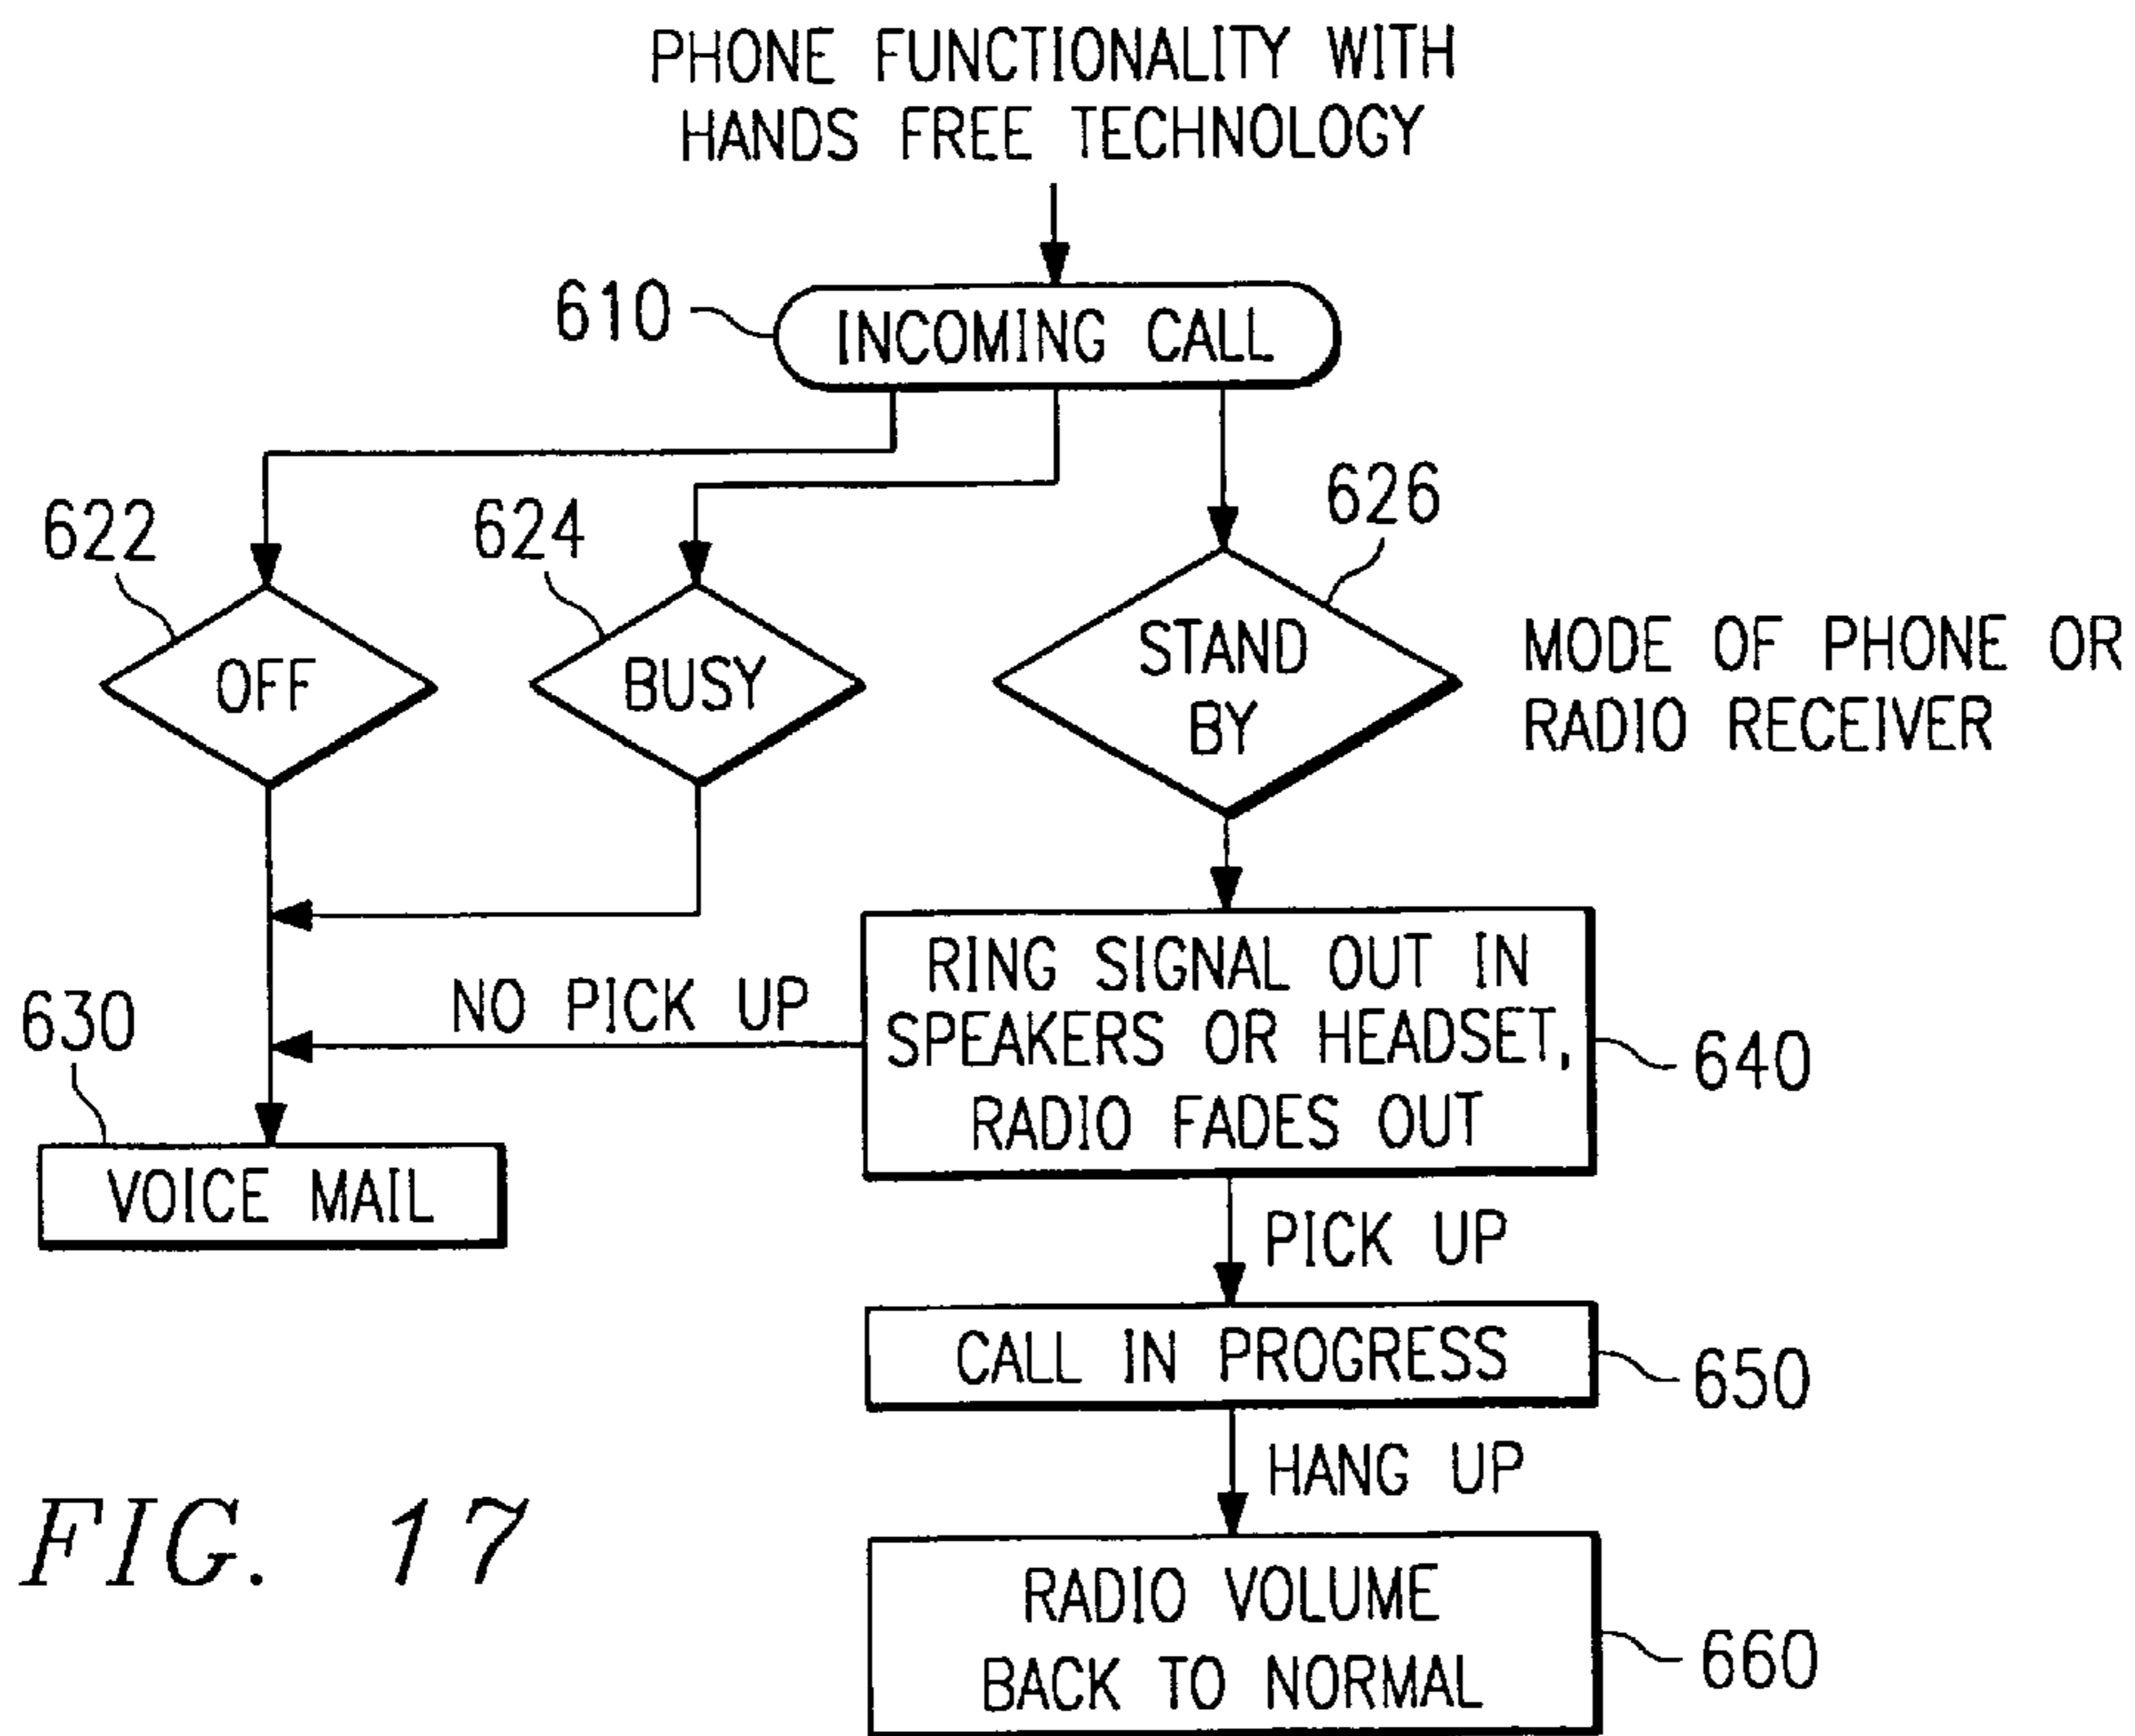 PHONE FUNCTIONALITY WITH
HANDS FREE TECHNOLOGY
610
INCOMING CALL
622
624
626
OFF
BUSY
STAND
BY
MODE OF PHONE OR
RADIO RECEIVER
630
VOICE MAIL
NO PICK UP
RING SIGNAL OUT IN
SPEAKERS OR HEADSET,
RADIO FADES OUT
640
PICK UP
CALL IN PROGRESS
650
HANG UP
RADIO VOLUME
BACK TO NORMAL
660
FIG. 17